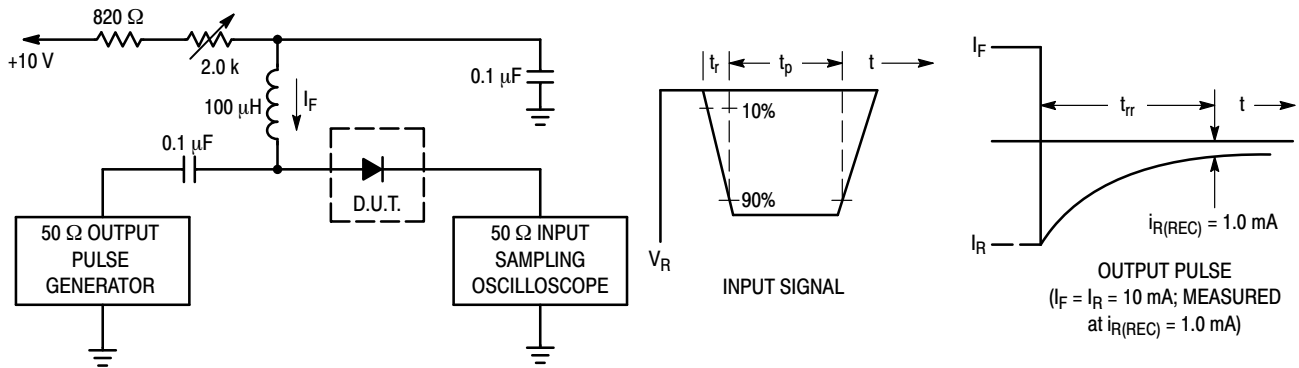 820 Ω
+10 V
2.0 k
100 μH
I_F
0.1 μF
0.1 μF
D.U.T.
50 Ω OUTPUT
PULSE
GENERATOR
50 Ω INPUT
SAMPLING
OSCILLOSCOPE
t_r
t_p
t
10%
90%
V_R
INPUT SIGNAL
I_F
t_rr
t
I_R
i_R(REC) = 1.0 mA
OUTPUT PULSE
(I_F = I_R = 10 mA; MEASURED
at i_R(REC) = 1.0 mA)